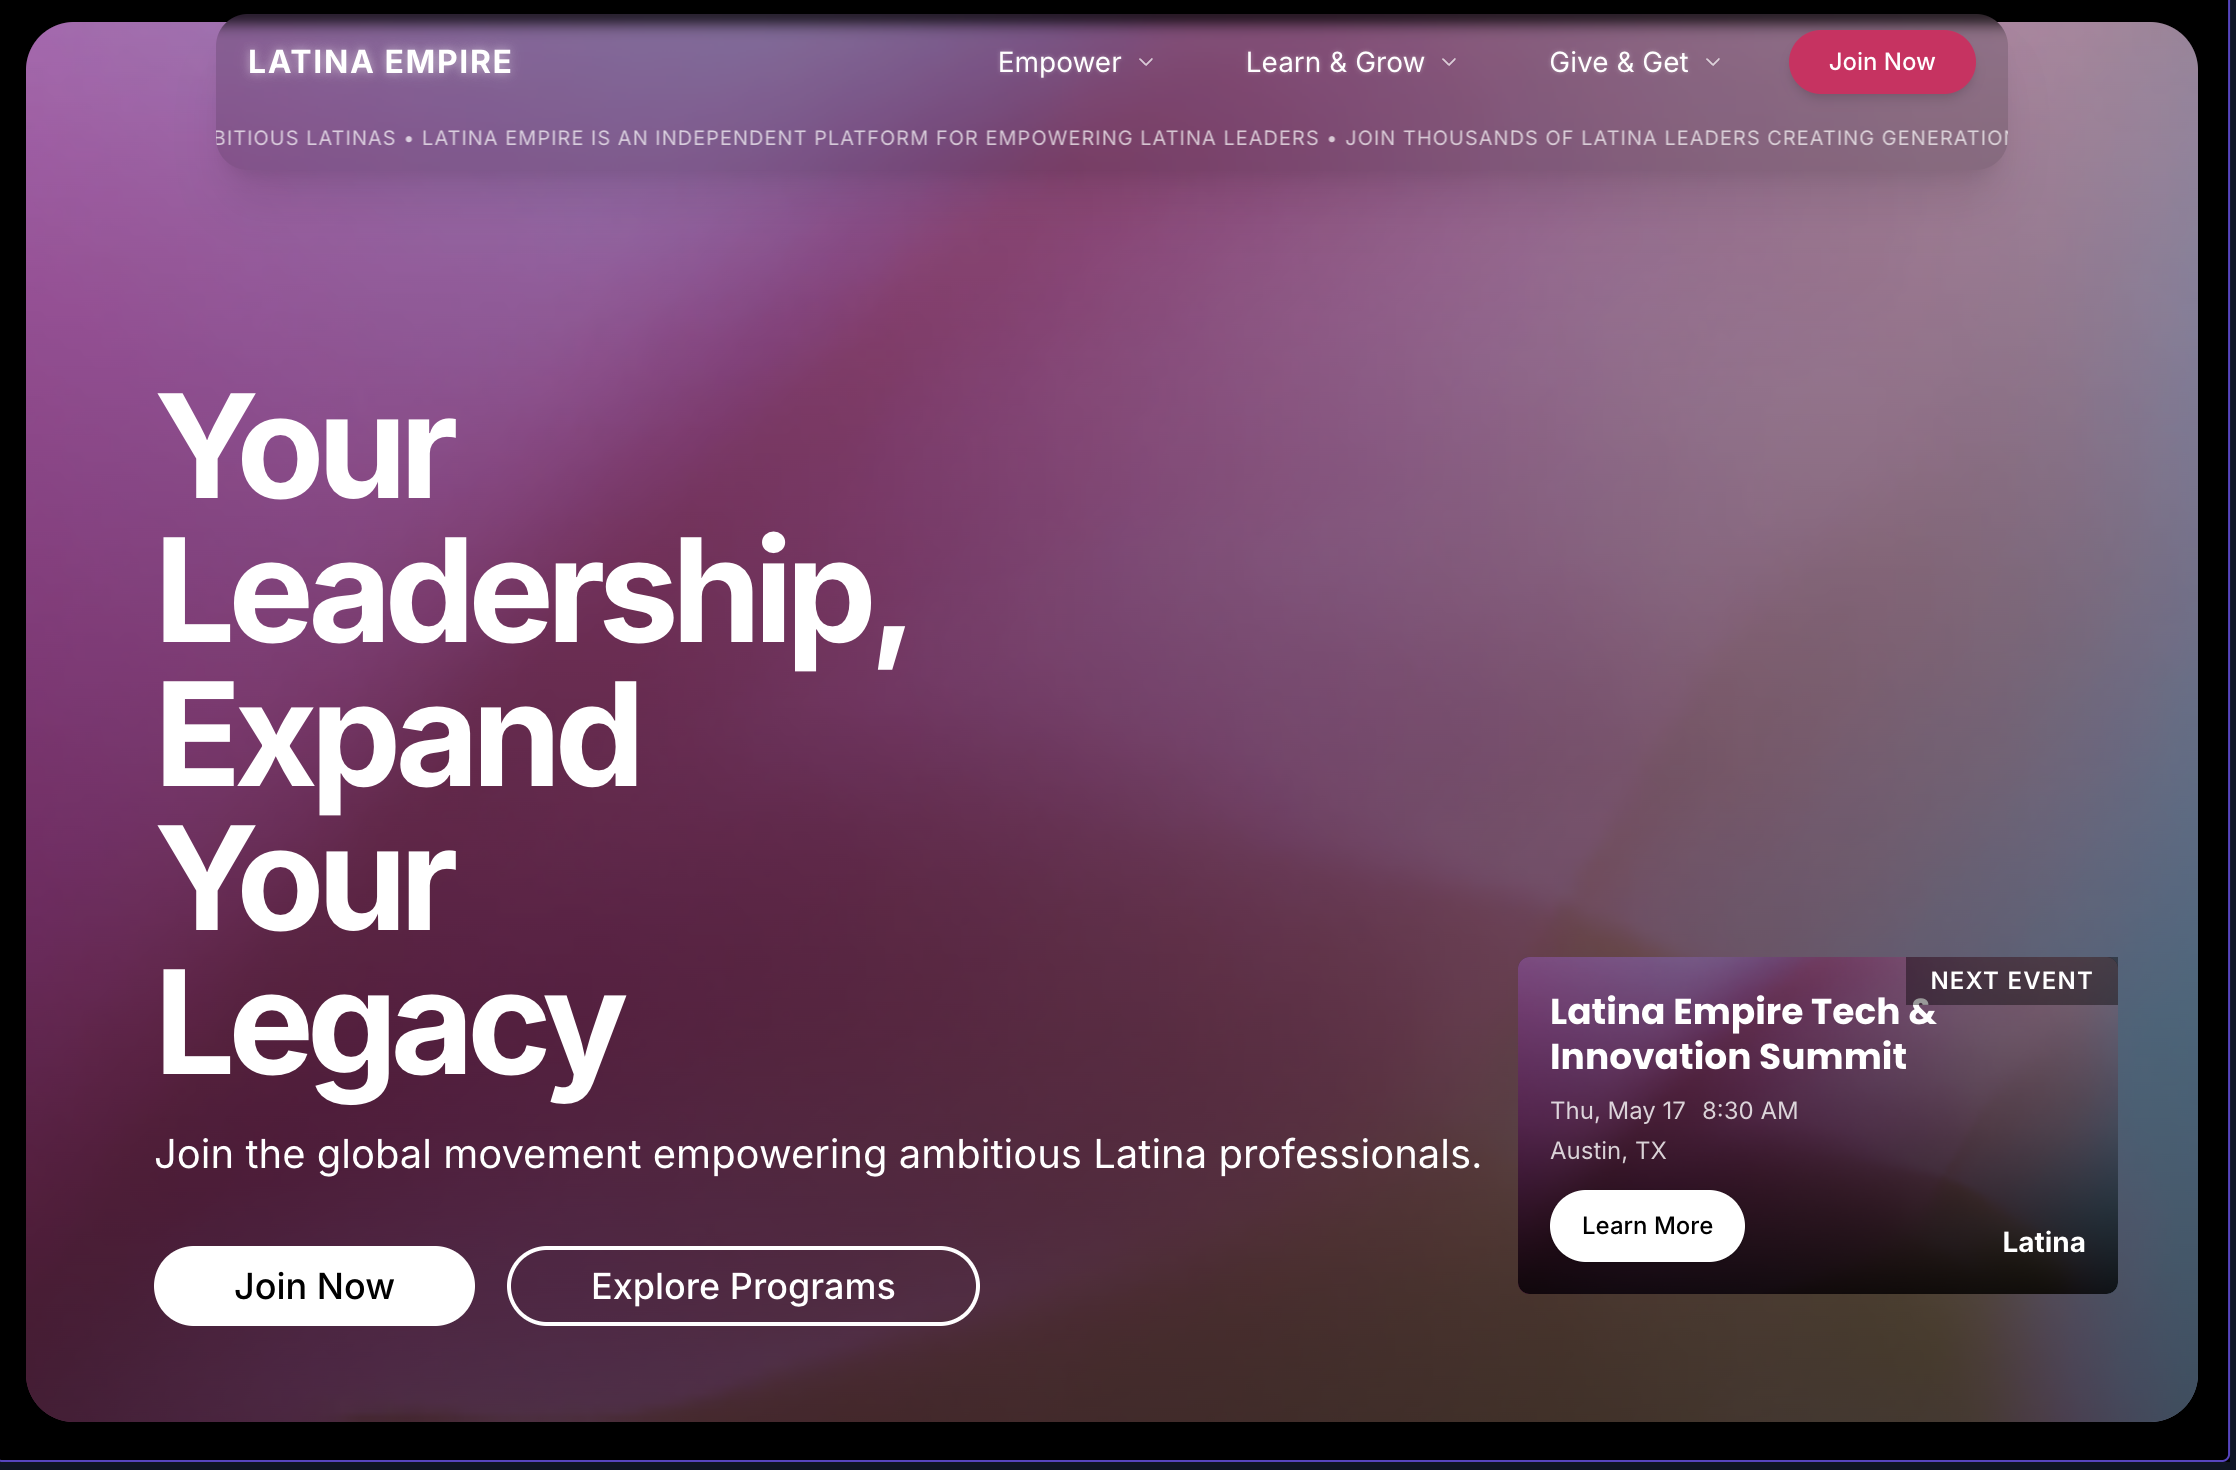 LATINA EMPIRE
Empower
Learn & Grow
Give & Get
Join Now
BITIOUS LATINAS • LATINA EMPIRE IS AN INDEPENDENT PLATFORM FOR EMPOWERING LATINA LEADERS • JOIN THOUSANDS OF LATINA LEADERS CREATING GENERATION
Your
Leadership,
Expand
Your
Legacy
Join the global movement empowering ambitious Latina professionals.
Join Now
Explore Programs
NEXT EVENT
Latina Empire Tech &
Innovation Summit
Thu, May 17 8:30 AM
Austin, TX
Learn More
Latina